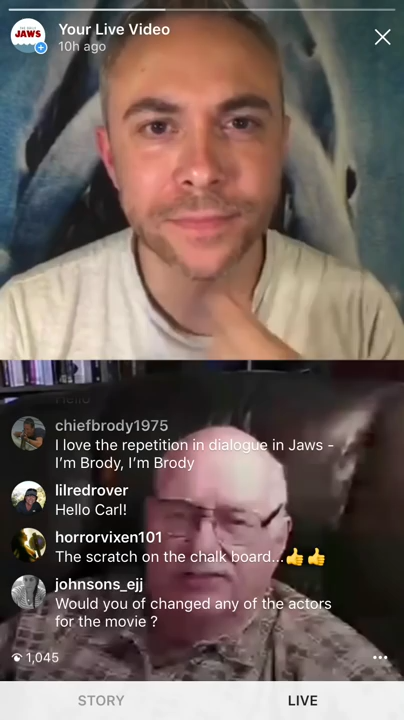 JAWS
Your Live Video
10h ago
Hello
chiefbrody1975
I love the repetition in dialogue in Jaws -
I'm Brody, I'm Brody
lilredrover
Hello Carl!
horrorvixen101
The scratch on the chalk board...👍👍
johnsons_ejj
Would you of changed any of the actors
for the movie ?
1,045
STORY
LIVE